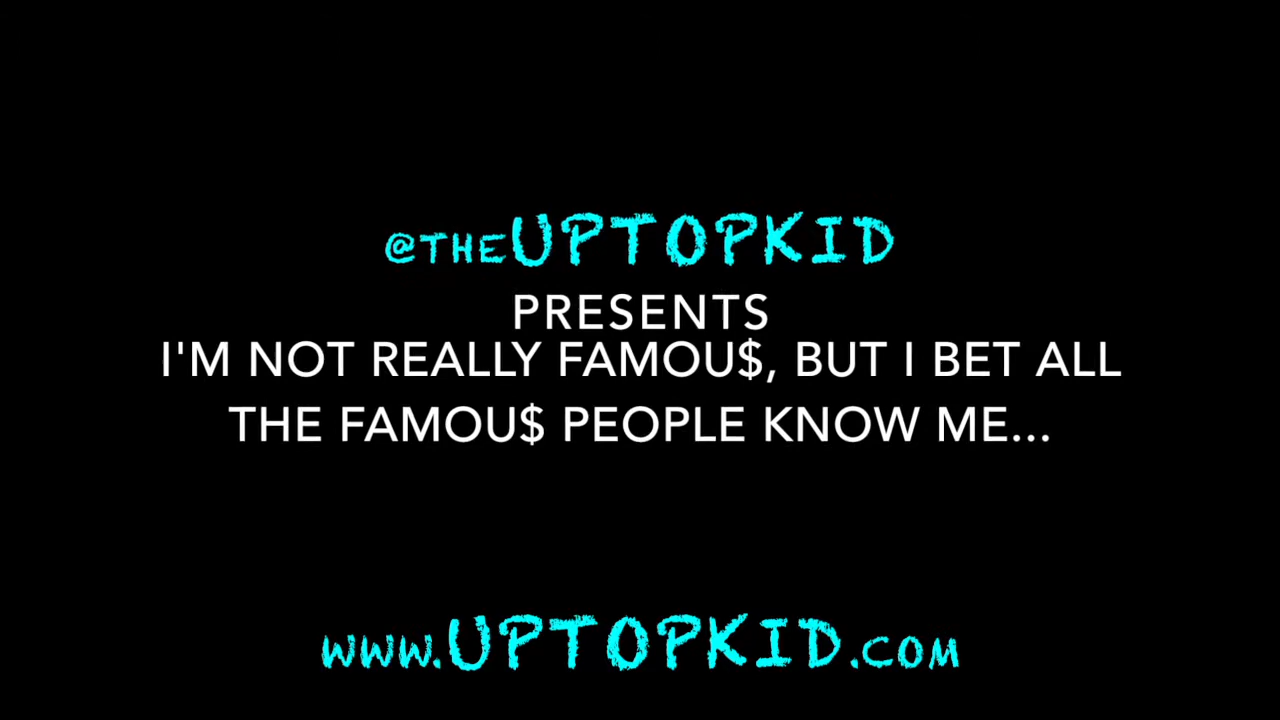 @THEUPTOPKID
PRESENTS
I'M NOT REALLY FAMOU$, BUT I BET ALL
THE FAMOU$ PEOPLE KNOW ME...
WWW.UPTOPKID.COM